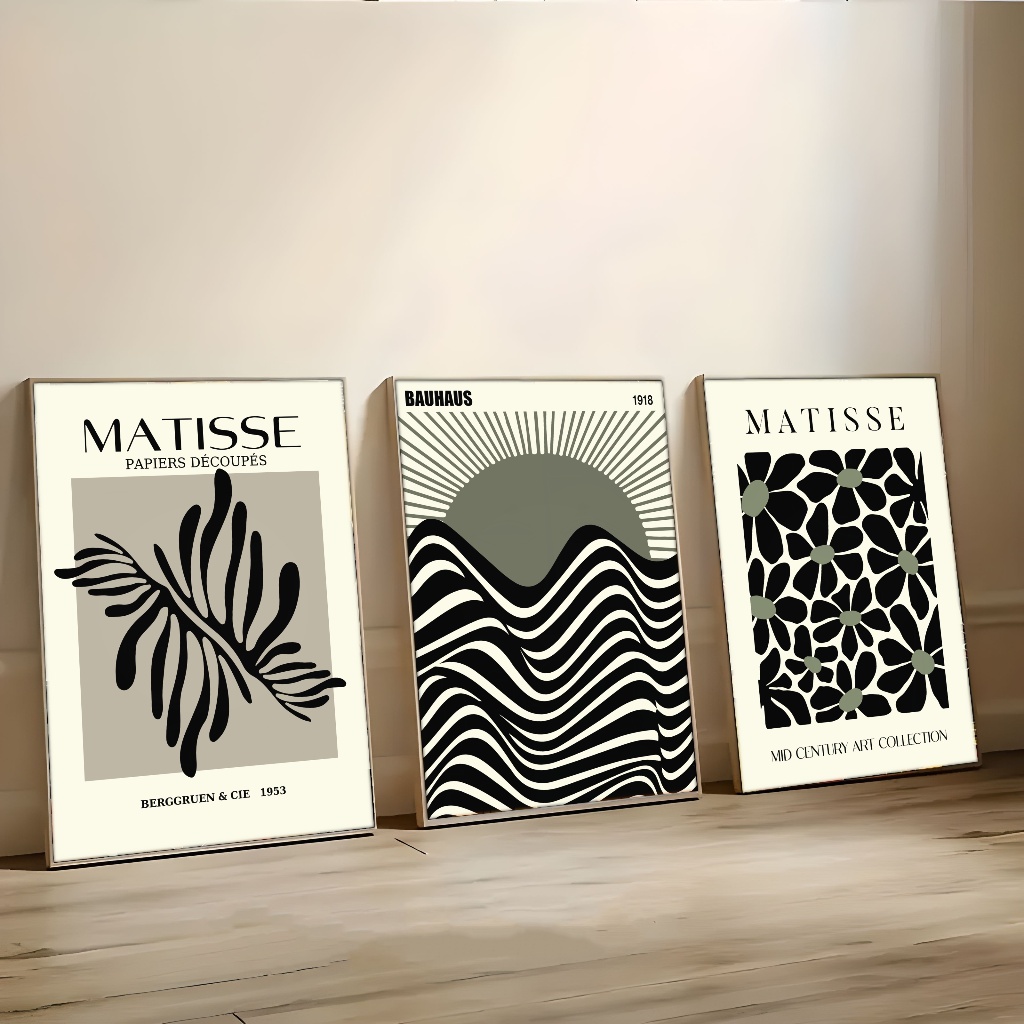 MATISSE
PAPIERS DÉCOUPÉS
BERGGRUEN & CIE 1953
BAUHAUS
1918
MATISSE
MID CENTURY ART COLLECTION